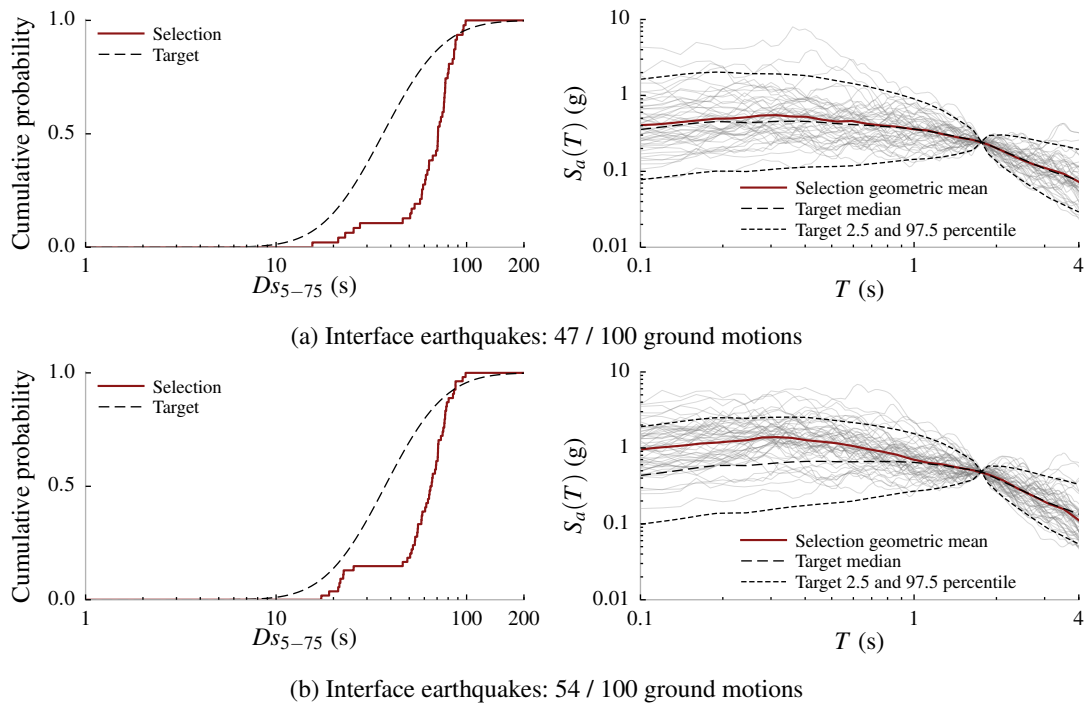 1.0
Selection
Target
0.5
0.0
Cumulative probability
1
10
100
200
Ds5−75 (s)
10
1
0.1
0.01
Sa(T) (g)
Selection geometric mean
Target median
Target 2.5 and 97.5 percentile
0.1
1
4
T (s)
(a) Interface earthquakes: 47 / 100 ground motions
1.0
Selection
Target
0.5
0.0
Cumulative probability
1
10
100
200
Ds5−75 (s)
10
1
0.1
0.01
Sa(T) (g)
Selection geometric mean
Target median
Target 2.5 and 97.5 percentile
0.1
1
4
T (s)
(b) Interface earthquakes: 54 / 100 ground motions